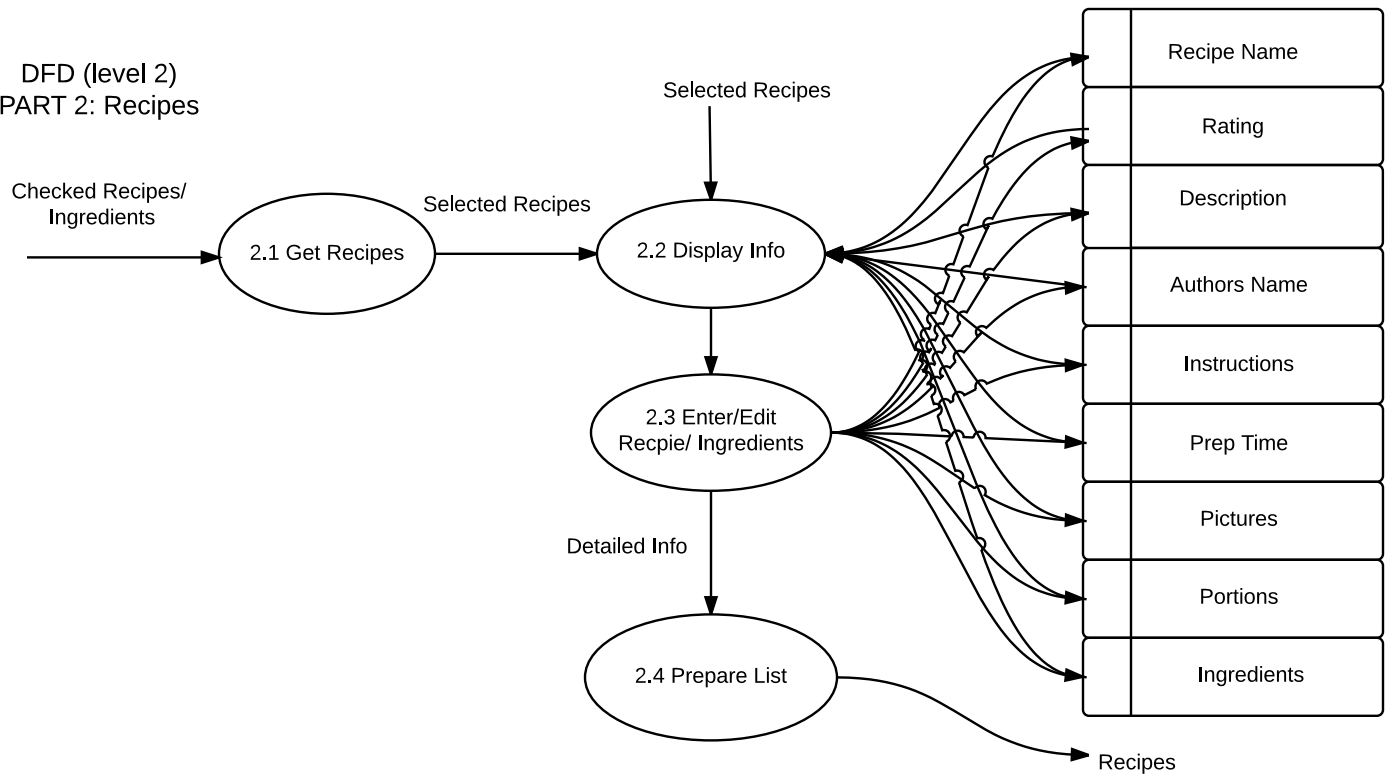 DFD (level 2)
PART 2: Recipes
Checked Recipes/
Ingredients
2.1 Get Recipes
Selected Recipes
Selected Recipes
2.2 Display Info
2.3 Enter/Edit
Recpie/ Ingredients
Detailed Info
2.4 Prepare List
Recipe Name
Rating
Description
Authors Name
Instructions
Prep Time
Pictures
Portions
Ingredients
Recipes